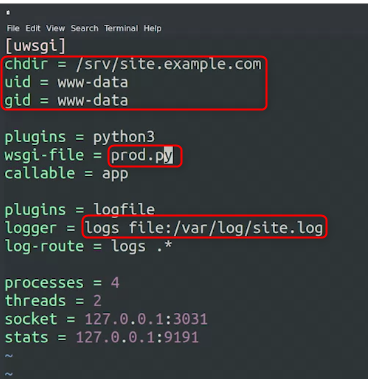 File Edit View Search Terminal Help
[uwsgi]
chdir = /srv/site.example.com
uid = www-data
gid = www-data
plugins = python3
wsgi-file = prod.py
callable = app
plugins = logfile
logger = logs file:/var/log/site.log
log-route = logs .*
processes = 4
threads = 2
socket = 127.0.0.1:3031
stats = 127.0.0.1:9191
~
~